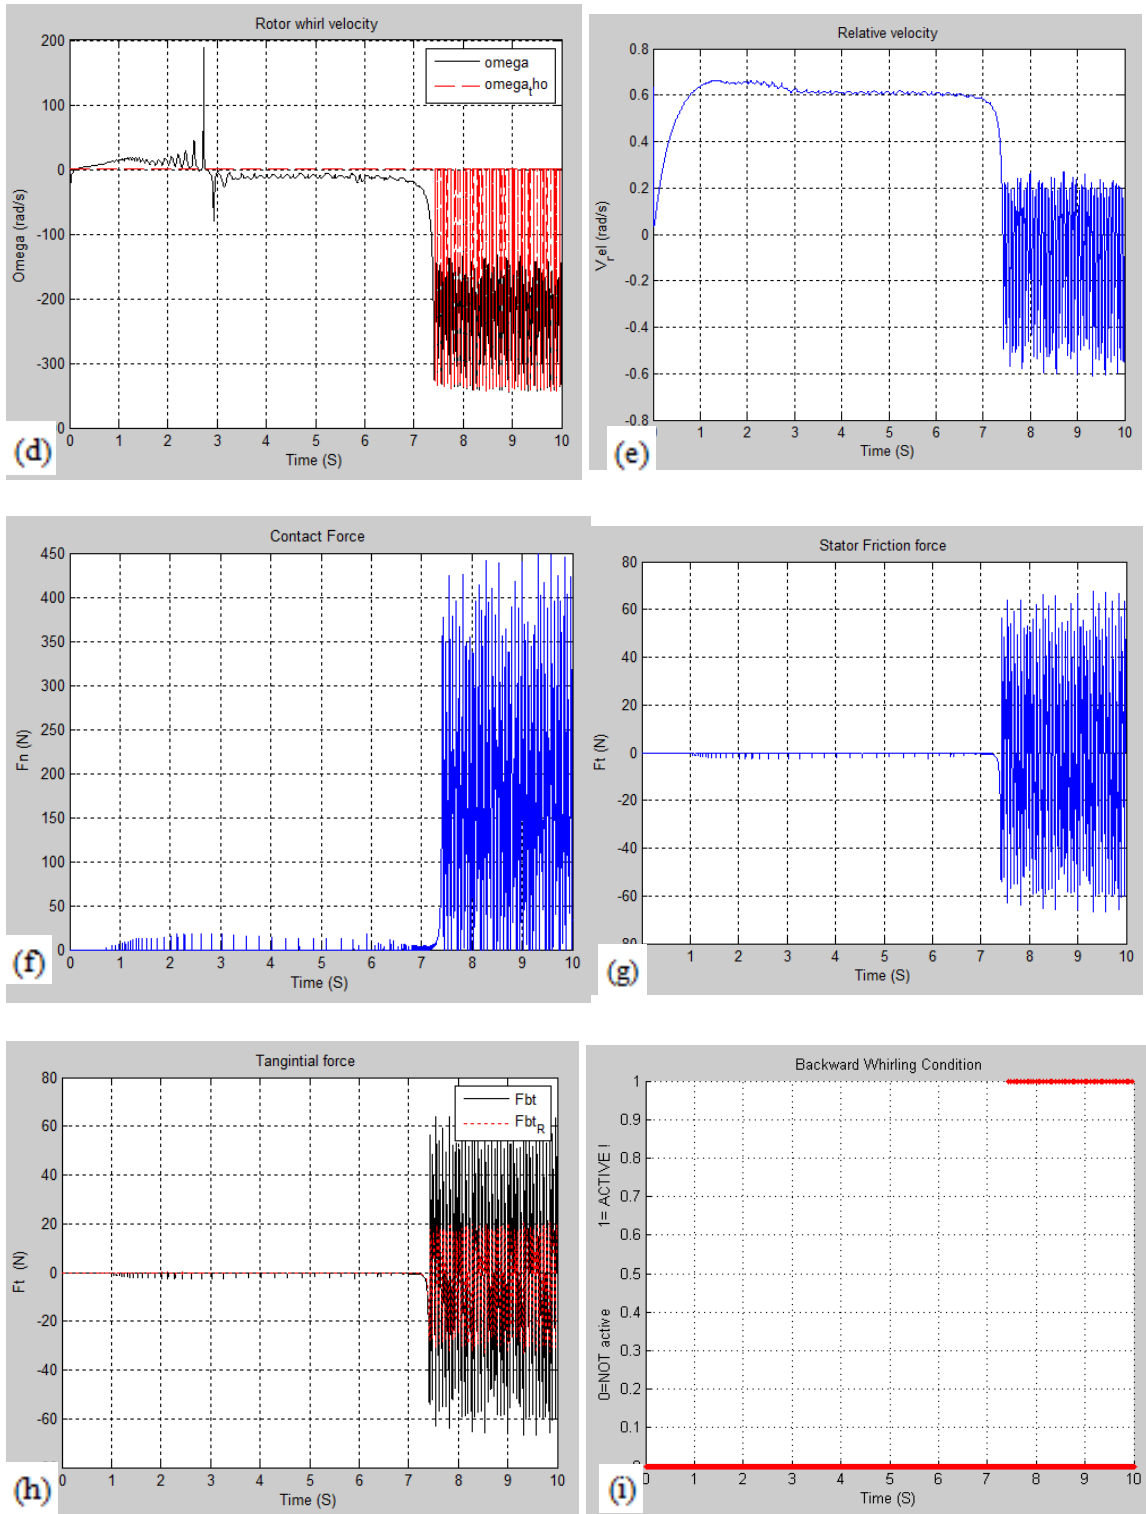 Rotor whirl velocity
omega
omega_tho
Omega (rad/s)
200
100
0
-100
-200
-300
0
0 1 2 3 4 5 6 7 8 9 10
Time (S)
(d)
Relative velocity
V_rel (rad/s)
0.8
0.6
0.4
0.2
0
-0.2
-0.4
-0.6
-0.8
1 2 3 4 5 6 7 8 9 10
Time (S)
(e)
Contact Force
Fn (N)
450
400
350
300
250
200
150
100
50
0
0 1 2 3 4 5 6 7 8 9 10
Time (S)
(f)
Stator Friction force
Ft (N)
80
60
40
20
0
-20
-40
-60
80
1 2 3 4 5 6 7 8 9 10
Time (S)
(g)
Tangintial force
Fbt
Fbt_R
Ft (N)
80
60
40
20
0
-20
-40
-60
0 1 2 3 4 5 6 7 8 9 10
Time (S)
(h)
Backward Whirling Condition
0=NOT active 1= ACTIVE !
1
0.9
0.8
0.7
0.6
0.5
0.4
0.3
0.2
0.1
0 1 2 3 4 5 6 7 8 9 10
Time (S)
(i)